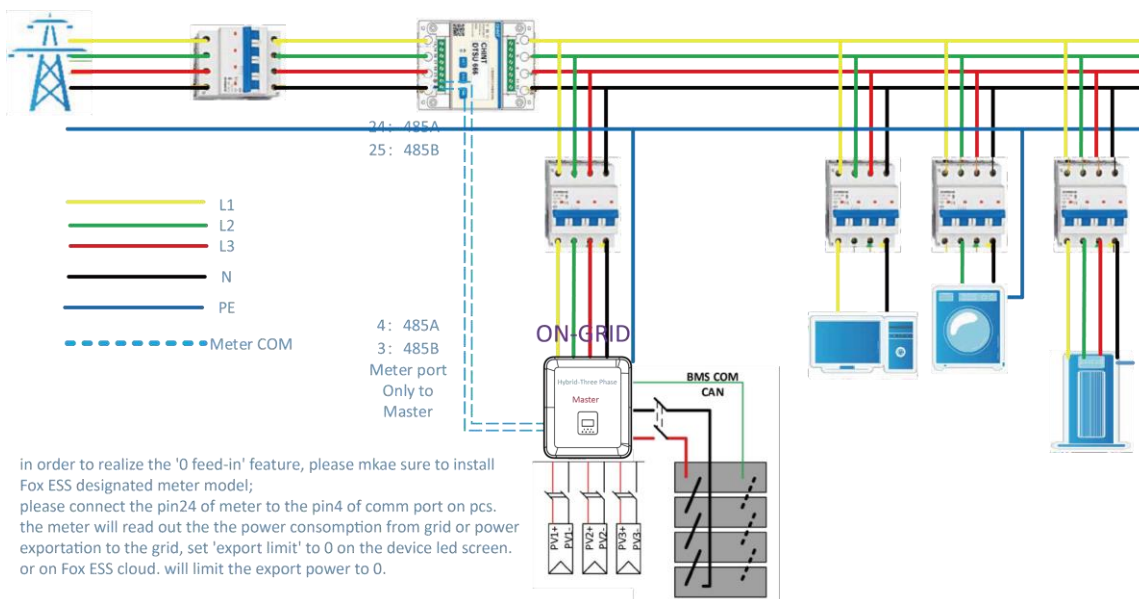 CHINT
DTSU 666
24: 485A
25: 485B
L1
L2
L3
N
PE
Meter COM
4: 485A
3: 485B
Meter port
Only to
Master
ON-GRID
Hybrid-Three Phase
Master
BMS COM
CAN
PV1+
PV1-
PV2+
PV2-
PV3+
PV3-
in order to realize the '0 feed-in' feature, please mkae sure to install
Fox ESS designated meter model;
please connect the pin24 of meter to the pin4 of comm port on pcs.
the meter will read out the the power consomption from grid or power
exportation to the grid, set 'export limit' to 0 on the device led screen.
or on Fox ESS cloud. will limit the export power to 0.